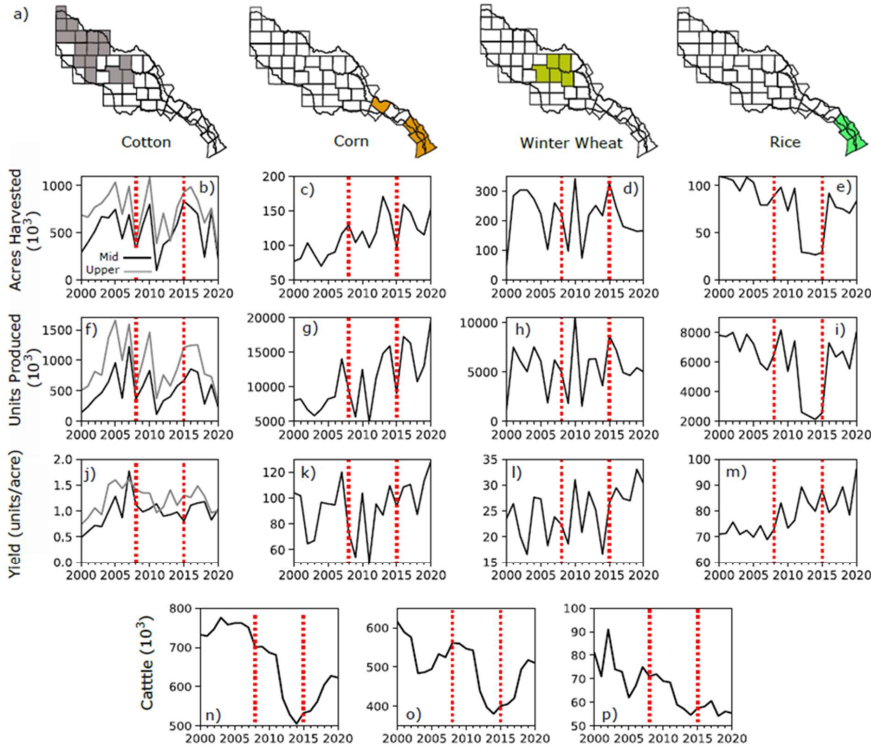 a)
Cotton Corn Winter Wheat Rice
Acres Harvested
(10³)
1000
500
0
b)
Mid
Upper
2000 2005 2010 2015 2020
150
100
50
c)
2000 2005 2010 2015 2020
300
200
100
0
d)
2000 2005 2010 2015 2020
100
50
0
e)
2000 2005 2010 2015 2020
Units Produced
(10³)
1500
1000
500
0
f)
2000 2005 2010 2015 2020
20000
15000
10000
5000
g)
2000 2005 2010 2015 2020
10000
5000
0
h)
2000 2005 2010 2015 2020
8000
6000
4000
2000
i)
2000 2005 2010 2015 2020
Yield (units/acre)
2.0
1.5
1.0
0.5
0.0
j)
2000 2005 2010 2015 2020
120
100
80
60
k)
2000 2005 2010 2015 2020
35
30
25
20
15
l)
2000 2005 2010 2015 2020
100
90
80
70
60
m)
2000 2005 2010 2015 2020
Catttle (10³)
800
700
600
500
n)
2000 2005 2010 2015 2020
600
500
400
o)
2000 2005 2010 2015 2020
100
90
80
70
60
50
p)
2000 2005 2010 2015 2020